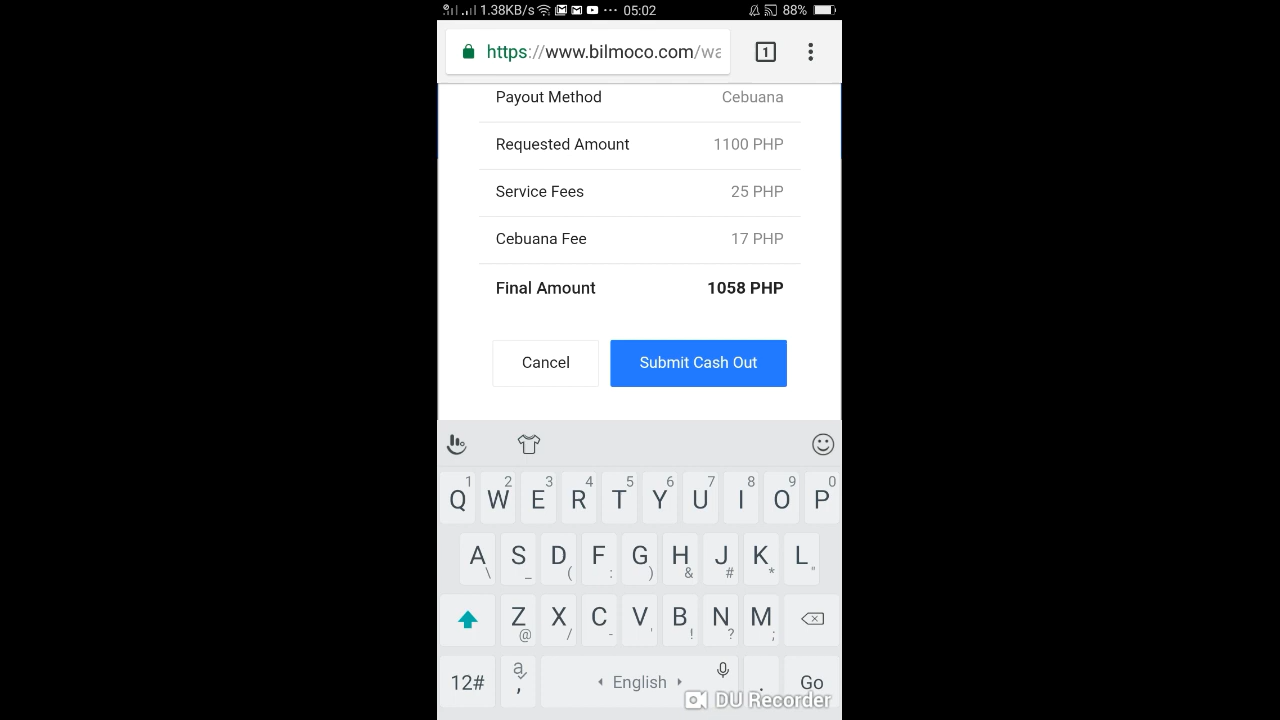 1.38KB/s 05:02 88%
https://www.bilmoco.com/wa 1
Payout Method Cebuana
Requested Amount 1100 PHP
Service Fees 25 PHP
Cebuana Fee 17 PHP
Final Amount 1058 PHP
Cancel Submit Cash Out
1 2 3 4 5 6 7 8 9 0
Q W E R T Y U I O P
A S D F G H J K L
\ _ ( : ) & # * "
Z X C V B N M
@ / - ' ! ? ;
12# a , English . Go
DU Recorder